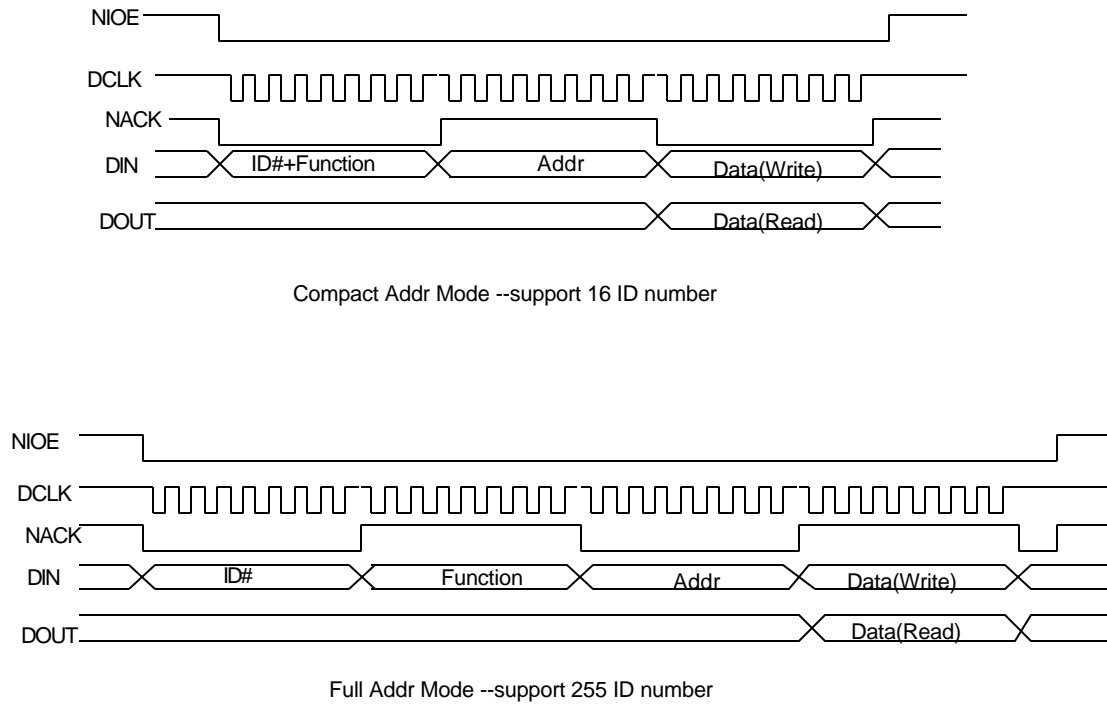 NIOE
DCLK
NACK
DIN ID#+Function Addr Data(Write)
DOUT Data(Read)
Compact Addr Mode --support 16 ID number
NIOE
DCLK
NACK
DIN ID# Function Addr Data(Write)
DOUT Data(Read)
Full Addr Mode --support 255 ID number